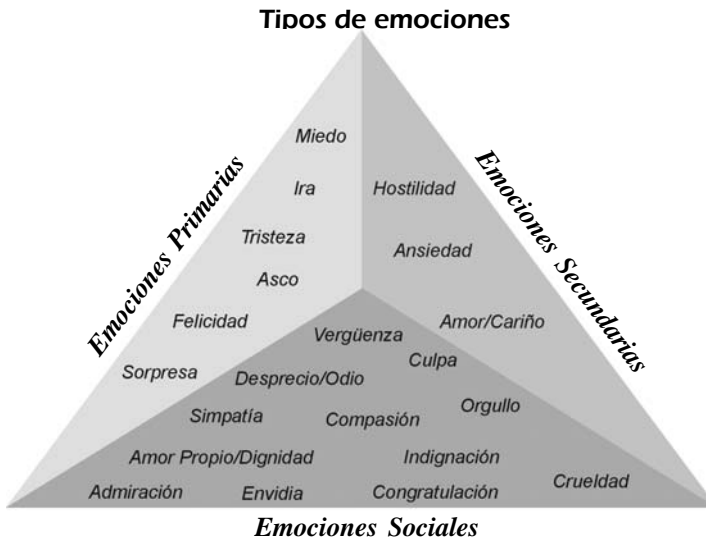 Tipos de emociones
Emociones Primarias
Miedo
Ira
Tristeza
Asco
Felicidad
Sorpresa
Emociones Secundarias
Hostilidad
Ansiedad
Amor/Cariño
Vergüenza
Culpa
Desprecio/Odio
Orgullo
Simpatía
Compasión
Amor Propio/Dignidad
Indignación
Admiración
Envidia
Congratulación
Crueldad
Emociones Sociales